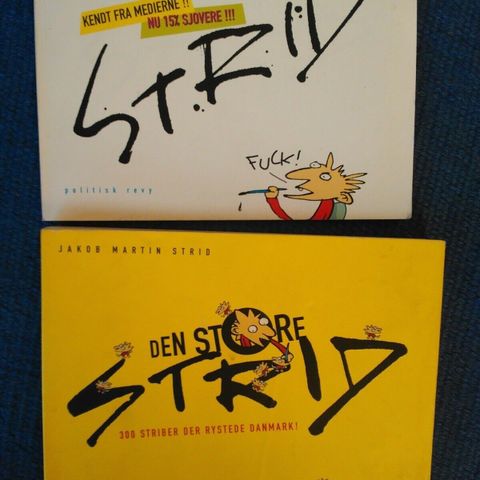 KENDT FRA MEDIERNE !!
NU 15% SJOVERE !!!
STRID
FUCK!
politisk revy
JAKOB MARTIN STRID
DEN STORE
STRID
300 STRIBER DER RYSTEDE DANMARK!